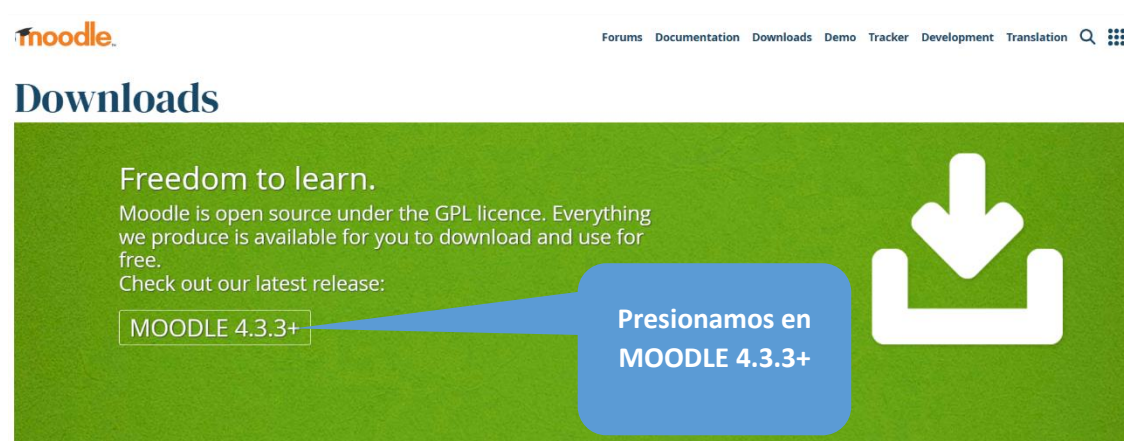 moodle
Forums Documentation Downloads Demo Tracker Development Translation
Downloads
Freedom to learn.
Moodle is open source under the GPL licence. Everything
we produce is available for you to download and use for
free.
Check out our latest release:
MOODLE 4.3.3+
Presionamos en
MOODLE 4.3.3+